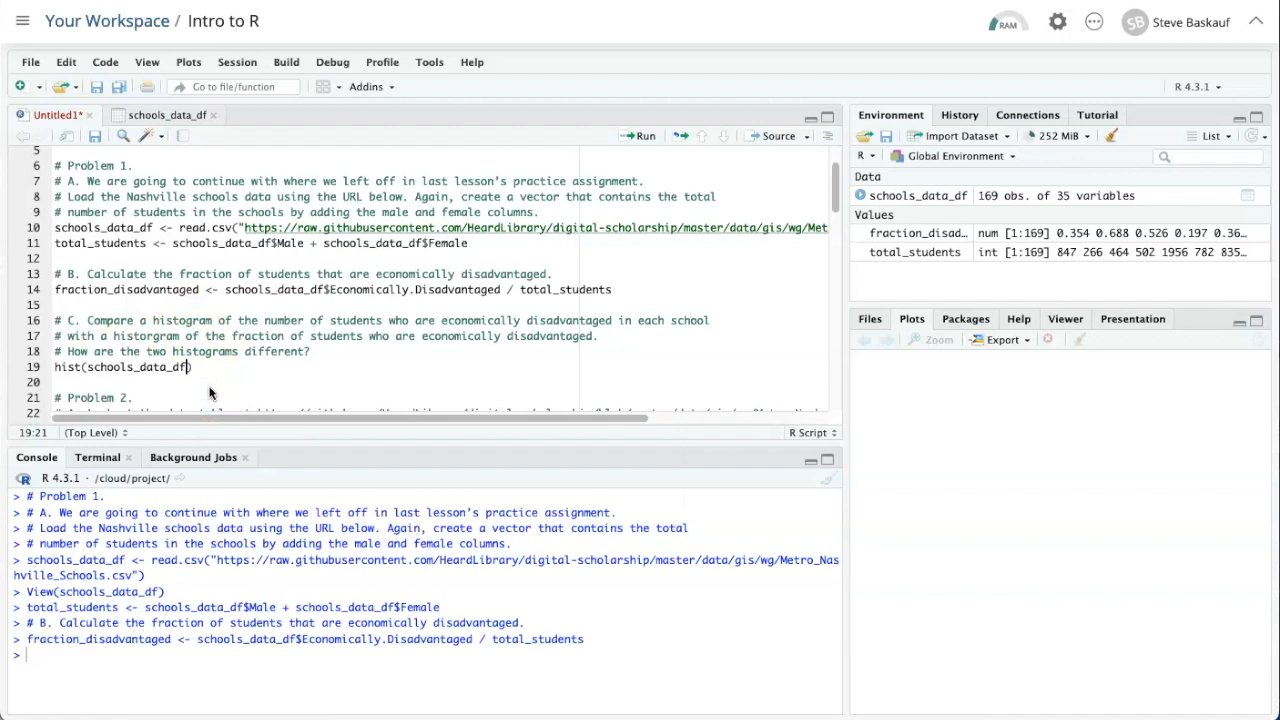 Your Workspace / Intro to R
RAM
SB
Steve Baskauf
File Edit Code View Plots Session Build Debug Profile Tools Help
Go to file/function
Addins
R 4.3.1
Untitled1*
schools_data_df
Run
Source
5
6 # Problem 1.
7 # A. We are going to continue with where we left off in last lesson's practice assignment.
8 # Load the Nashville schools data using the URL below. Again, create a vector that contains the total
9 # number of students in the schools by adding the male and female columns.
10 schools_data_df <- read.csv("https://raw.githubusercontent.com/HeardLibrary/digital-scholarship/master/data/gis/wg/Met
11 total_students <- schools_data_df$Male + schools_data_df$Female
12
13 # B. Calculate the fraction of students that are economically disadvantaged.
14 fraction_disadvantaged <- schools_data_df$Economically.Disadvantaged / total_students
15
16 # C. Compare a histogram of the number of students who are economically disadvantaged in each school
17 # with a historgram of the fraction of students who are economically disadvantaged.
18 # How are the two histograms different?
19 hist(schools_data_df)
20
21 # Problem 2.
22
19:21 (Top Level) R Script
Console Terminal Background Jobs
R 4.3.1 · /cloud/project/
> # Problem 1.
> # A. We are going to continue with where we left off in last lesson's practice assignment.
> # Load the Nashville schools data using the URL below. Again, create a vector that contains the total
> # number of students in the schools by adding the male and female columns.
> schools_data_df <- read.csv("https://raw.githubusercontent.com/HeardLibrary/digital-scholarship/master/data/gis/wg/Metro_Na
shville_Schools.csv")
> View(schools_data_df)
> total_students <- schools_data_df$Male + schools_data_df$Female
> # B. Calculate the fraction of students that are economically disadvantaged.
> fraction_disadvantaged <- schools_data_df$Economically.Disadvantaged / total_students
>
Environment History Connections Tutorial
Import Dataset
252 MiB
List
R
Global Environment
Data
schools_data_df 169 obs. of 35 variables
Values
fraction_disad… num [1:169] 0.354 0.688 0.526 0.197 0.36…
total_students int [1:169] 847 266 464 502 1956 782 835…
Files Plots Packages Help Viewer Presentation
Zoom
Export